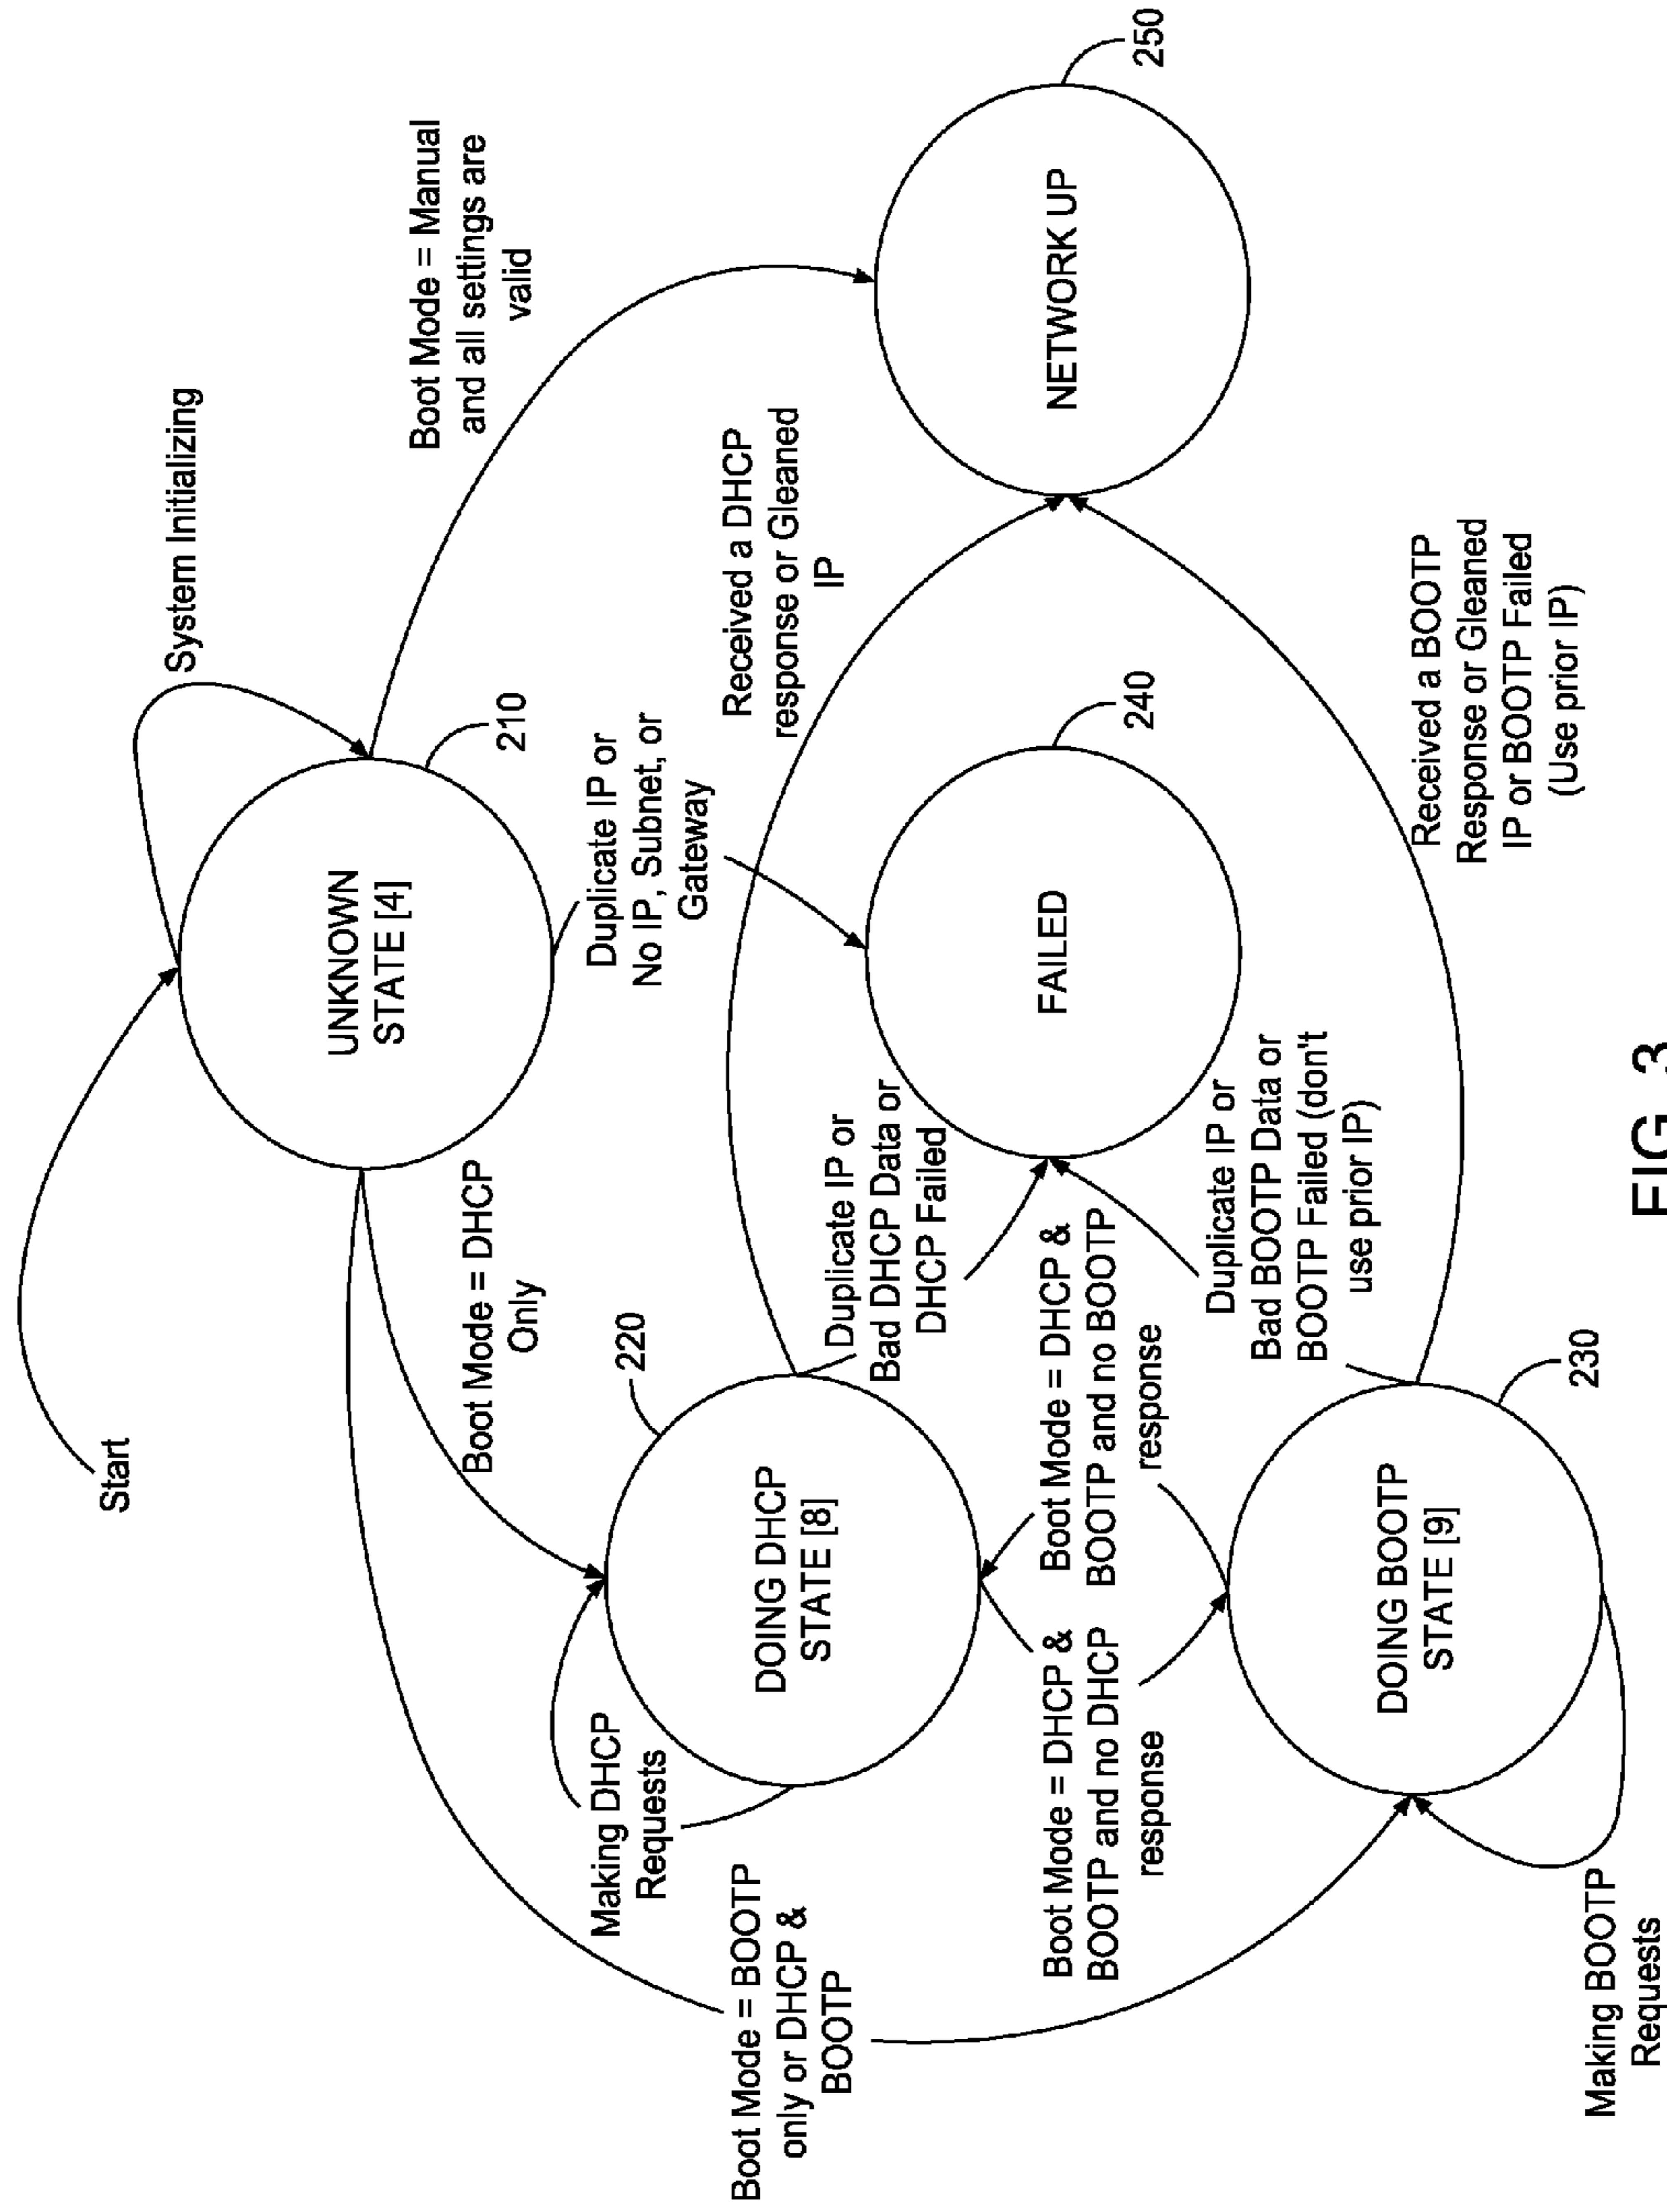 Start
System Initializing
UNKNOWN
STATE [4]
210
Boot Mode = Manual
and all settings are
valid
Boot Mode = DHCP
Only
Duplicate IP or
No IP, Subnet, or
Gateway
220
Making DHCP
Requests
DOING DHCP
STATE [8]
Received a DHCP
response or Gleaned
IP
Boot Mode = BOOTP
only or DHCP &
BOOTP
Duplicate IP or
Bad DHCP Data or
DHCP Failed
FAILED
240
NETWORK UP
250
Boot Mode = DHCP &
BOOTP and no DHCP
response
Boot Mode = DHCP &
BOOTP and no BOOTP
response
Duplicate IP or
Bad BOOTP Data or
BOOTP Failed (don't
use prior IP)
DOING BOOTP
STATE [9]
230
Received a BOOTP
Response or Gleaned
IP or BOOTP Failed
(Use prior IP)
Making BOOTP
Requests
FIG. 3